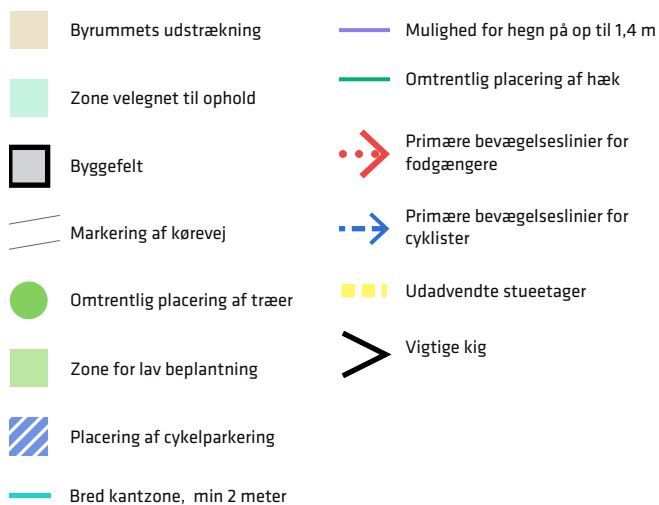 Byrummets udstrækning
Zone velegnet til ophold
Byggefelt
Markering af kørevej
Omtrentlig placering af træer
Zone for lav beplantning
Placering af cykelparkering
Bred kantzone, min 2 meter
Mulighed for hegn på op til 1,4 m
Omtrentlig placering af hæk
Primære bevægelseslinier for
fodgængere
Primære bevægelseslinier for
cyklister
Udadvendte stueetager
Vigtige kig